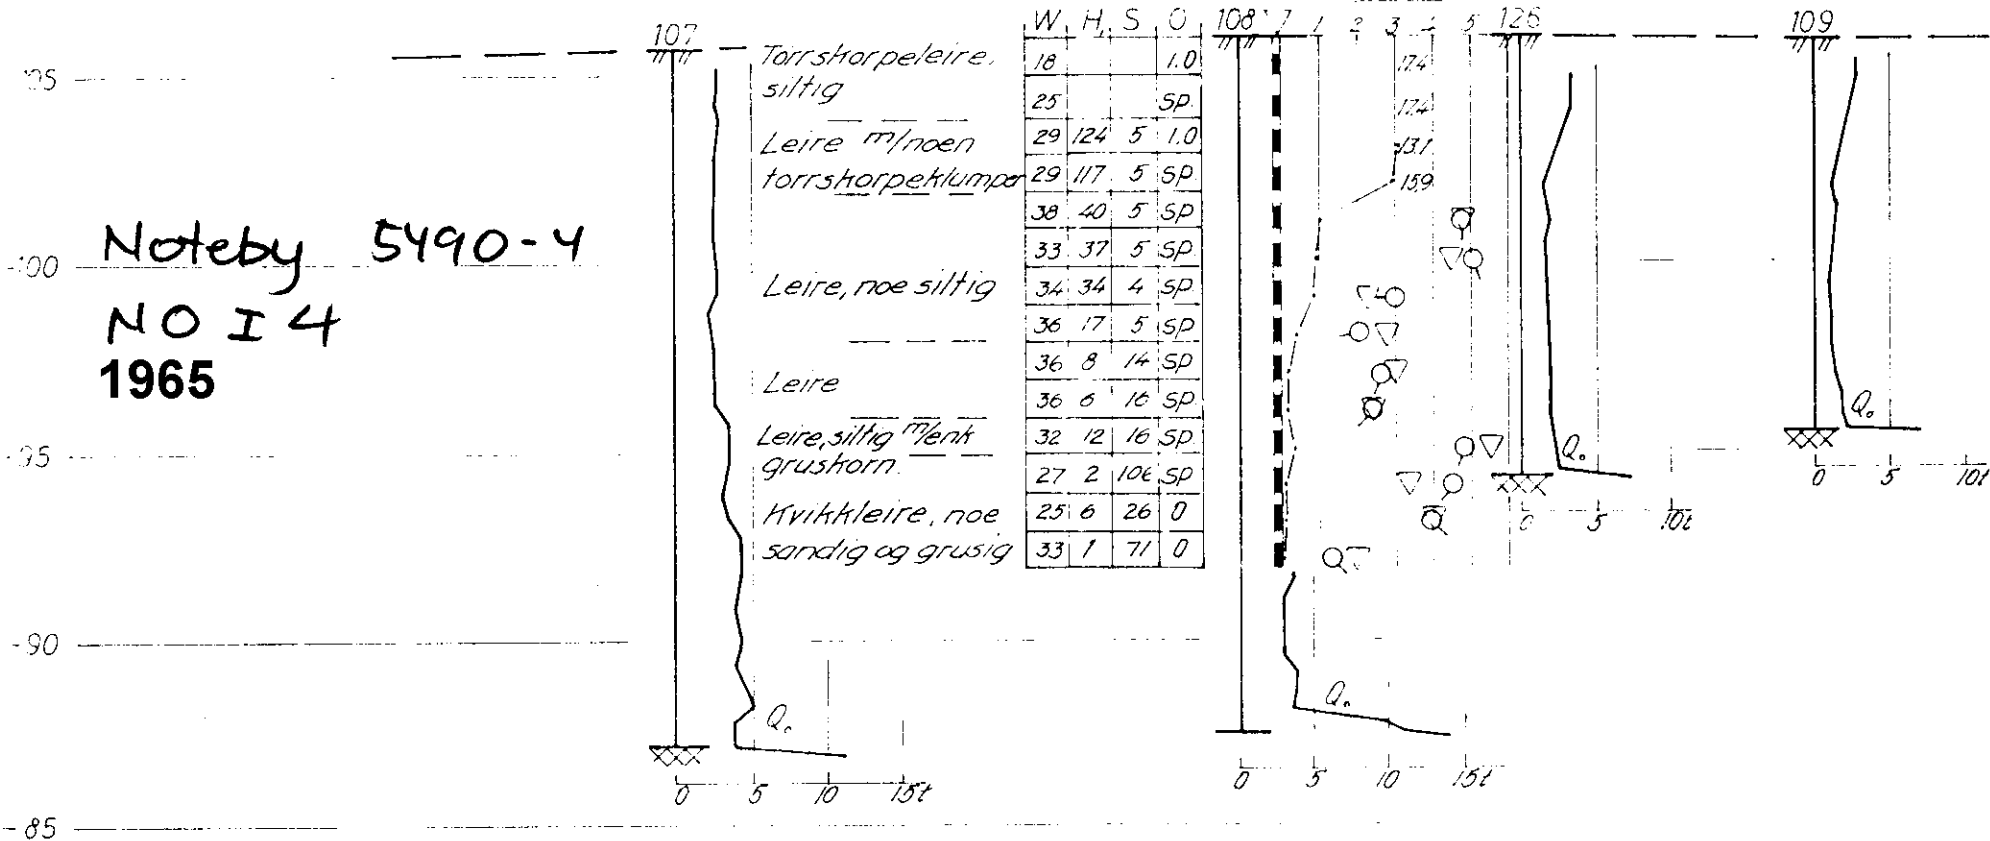 107
W H, S O
108
1 2 3 4 5
126
109
Torrskorpeleire,
siltig
Leire m/noen
torrskorpeklumper
Leire, noe siltig
Leire
Leire, siltig m/enk
gruskorn.
Kvikkleire, noe
sandig og grusig
18 1.0
25 SP.
29 124 5 1.0
29 117 5 SP
38 40 5 SP
33 37 5 SP
34 34 4 SP
36 17 5 SP
36 8 14 SP
36 6 16 SP
32 12 16 SP
27 2 106 SP
25 6 26 0
33 1 71 0
17.4
17.4
13.1
15.9
Noteby 5490-4
NO I 4
1965
-100
-95
-90
-85
Q₀
0 5 10 15t
Q₀
0 5 10 15t
Q₀
0 5 10t
Q₀
0 5 10t